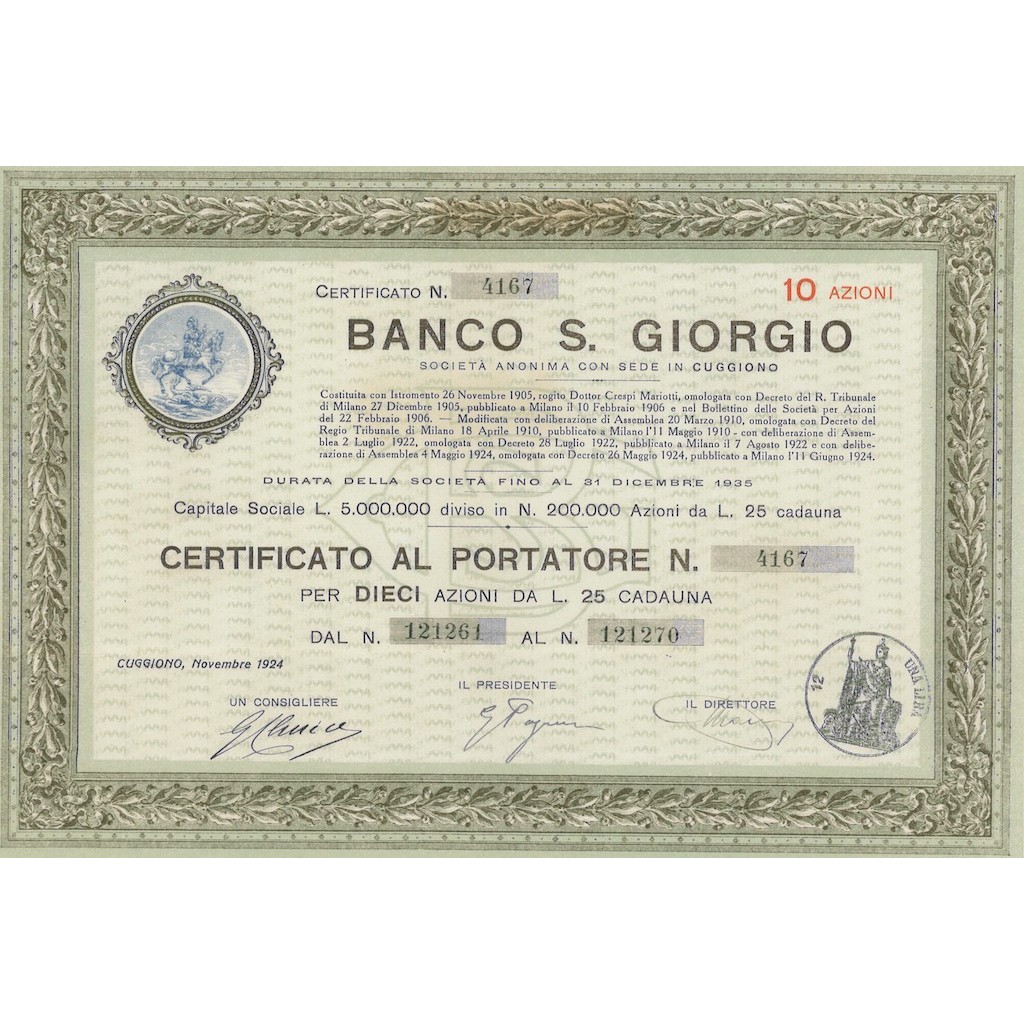 CERTIFICATO N. 4167
10 AZIONI
BANCO S. GIORGIO
SOCIETÀ ANONIMA CON SEDE IN CUGGIONO
Costituita con Istromento 26 Novembre 1905, rogito Dottor Crespi Mariotti, omologata con Decreto del R. Tribunale
di Milano 27 Dicembre 1905, pubblicato a Milano il 10 Febbraio 1906 e nel Bollettino delle Società per Azioni
del 22 Febbraio 1906. — Modificata con deliberazione di Assemblea 20 Marzo 1910, omologata con Decreto del
Regio Tribunale di Milano 18 Aprile 1910, pubblicato a Milano l'11 Maggio 1910 - con deliberazione di Assem-
blea 2 Luglio 1922, omologata con Decreto 28 Luglio 1922, pubblicato a Milano il 7 Agosto 1922 e con delibe-
razione di Assemblea 4 Maggio 1924, omologata con Decreto 26 Maggio 1924, pubblicato a Milano l'11 Giugno 1924.
DURATA DELLA SOCIETÀ FINO AL 31 DICEMBRE 1935
Capitale Sociale L. 5.000.000 diviso in N. 200.000 Azioni da L. 25 cadauna
CERTIFICATO AL PORTATORE N. 4167
PER DIECI AZIONI DA L. 25 CADAUNA
DAL N. 121261 AL N. 121270
CUGGIONO, Novembre 1924
UN CONSIGLIERE
IL PRESIDENTE
IL DIRETTORE
12 UNA LIRA